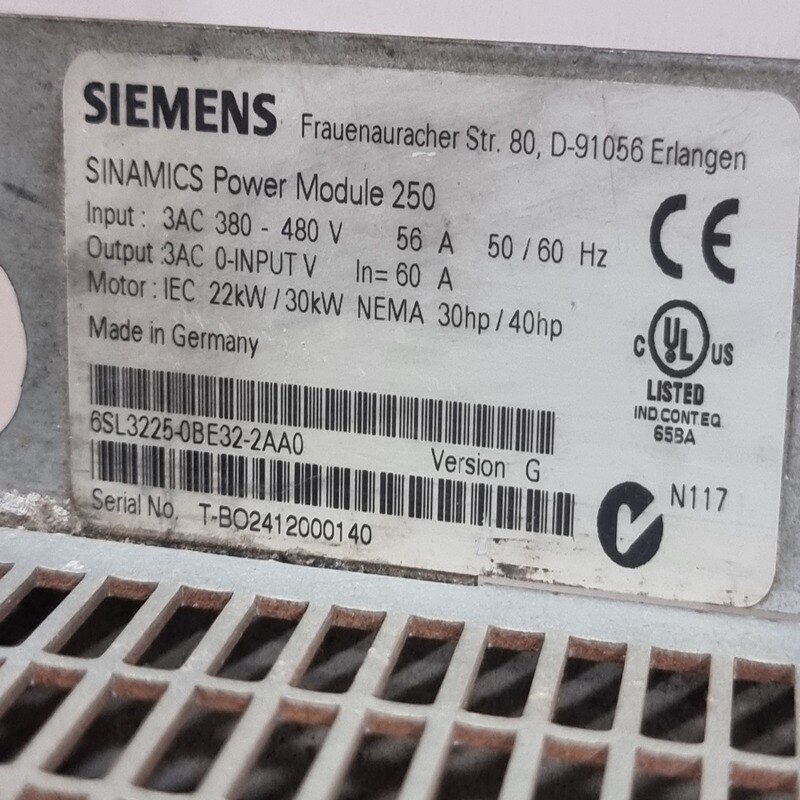 SIEMENS Frauenauracher Str. 80, D-91056 Erlangen
SINAMICS Power Module 250
Input : 3AC 380 - 480 V 56 A 50 / 60 Hz
Output :3AC 0-INPUT V In= 60 A
Motor : IEC 22kW / 30kW NEMA 30hp / 40hp
Made in Germany
CE
C UL US
LISTED
IND.CONT.EQ.
65BA
6SL3225-0BE32-2AA0
Version G
N117
Serial No. T-BO2412000140